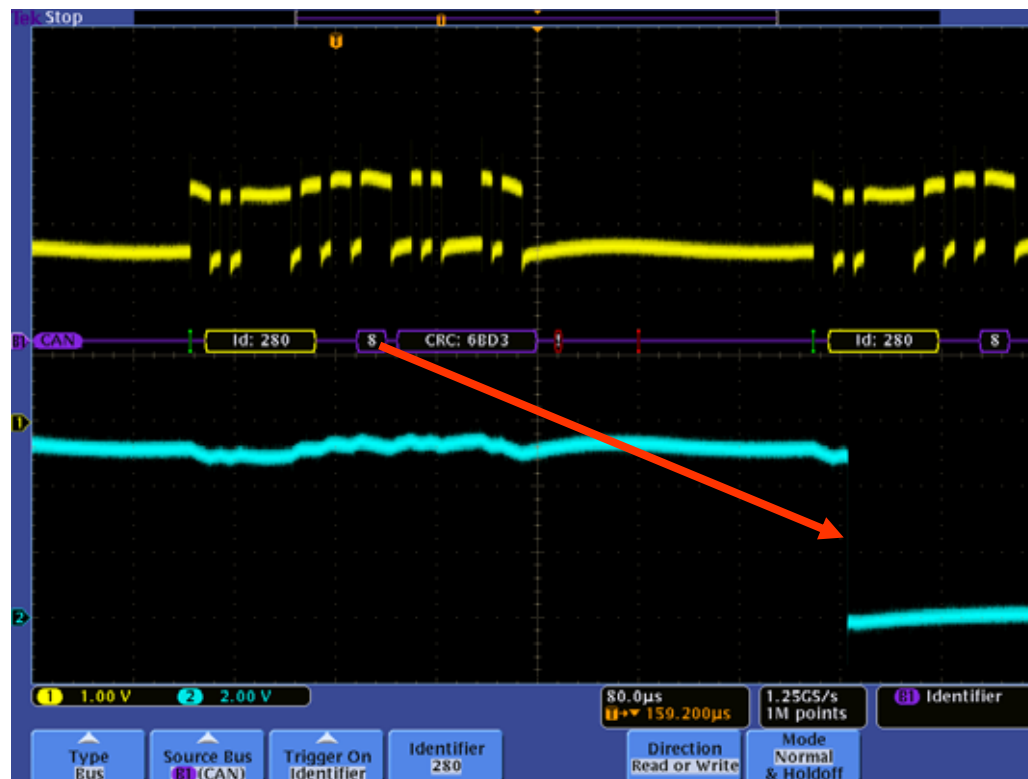 Tek Stop
T
T
B1 CAN Id: 280 8 CRC: 6BD3 ! Id: 280 8
1
2
1 1.00 V 2 2.00 V
80.0µs
T→▼ 159.200µs
1.25GS/s
1M points
B1 Identifier
Type
Bus
Source Bus
B1 (CAN)
Trigger On
Identifier
Identifier
280
Direction
Read or Write
Mode
Normal
& Holdoff